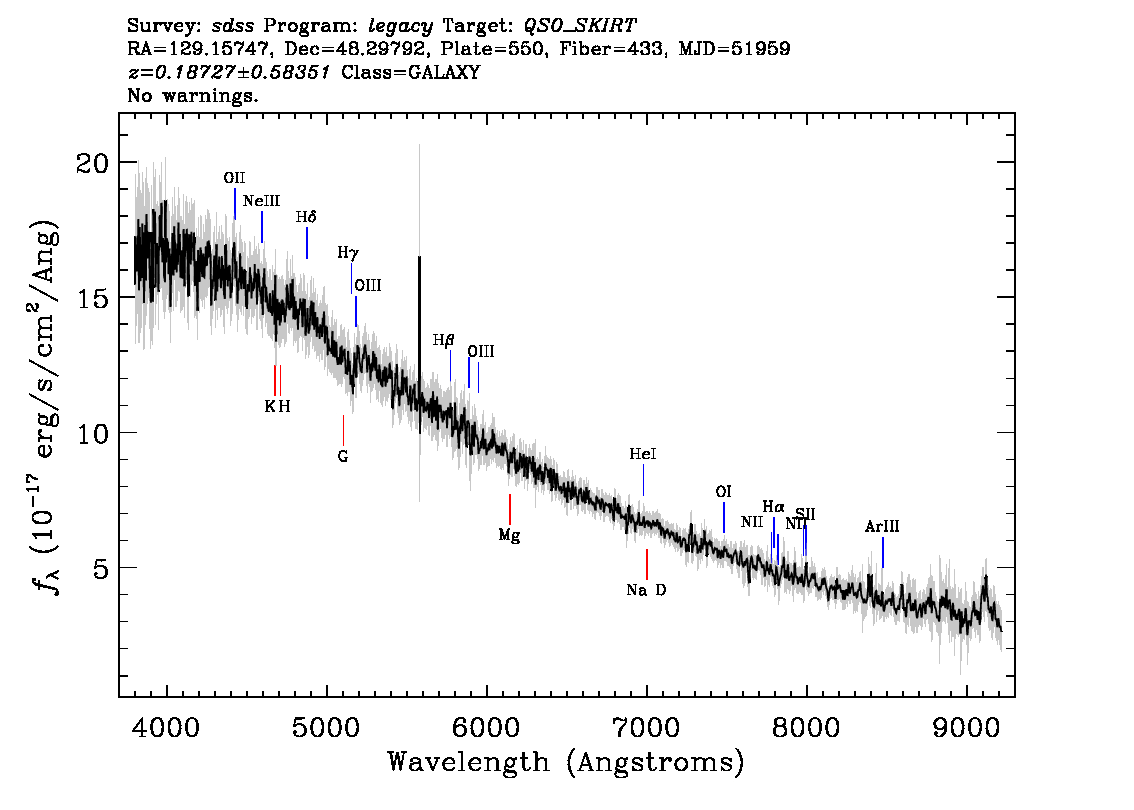 Survey: sdss Program: legacy Target: QSO_SKIRT
RA=129.15747, Dec=48.29792, Plate=550, Fiber=433, MJD=51959
z=0.18727±0.58351 Class=GALAXY
No warnings.
20
15
10
5
OII
NeIII
Hδ
Hγ
OIII
Hβ
OIII
K H
G
HeI
Mg
OI
Hα
SII
NII
NII
ArIII
Na D
4000 5000 6000 7000 8000 9000
Wavelength (Angstroms)
fλ (10⁻¹⁷ erg/s/cm²/Ang)